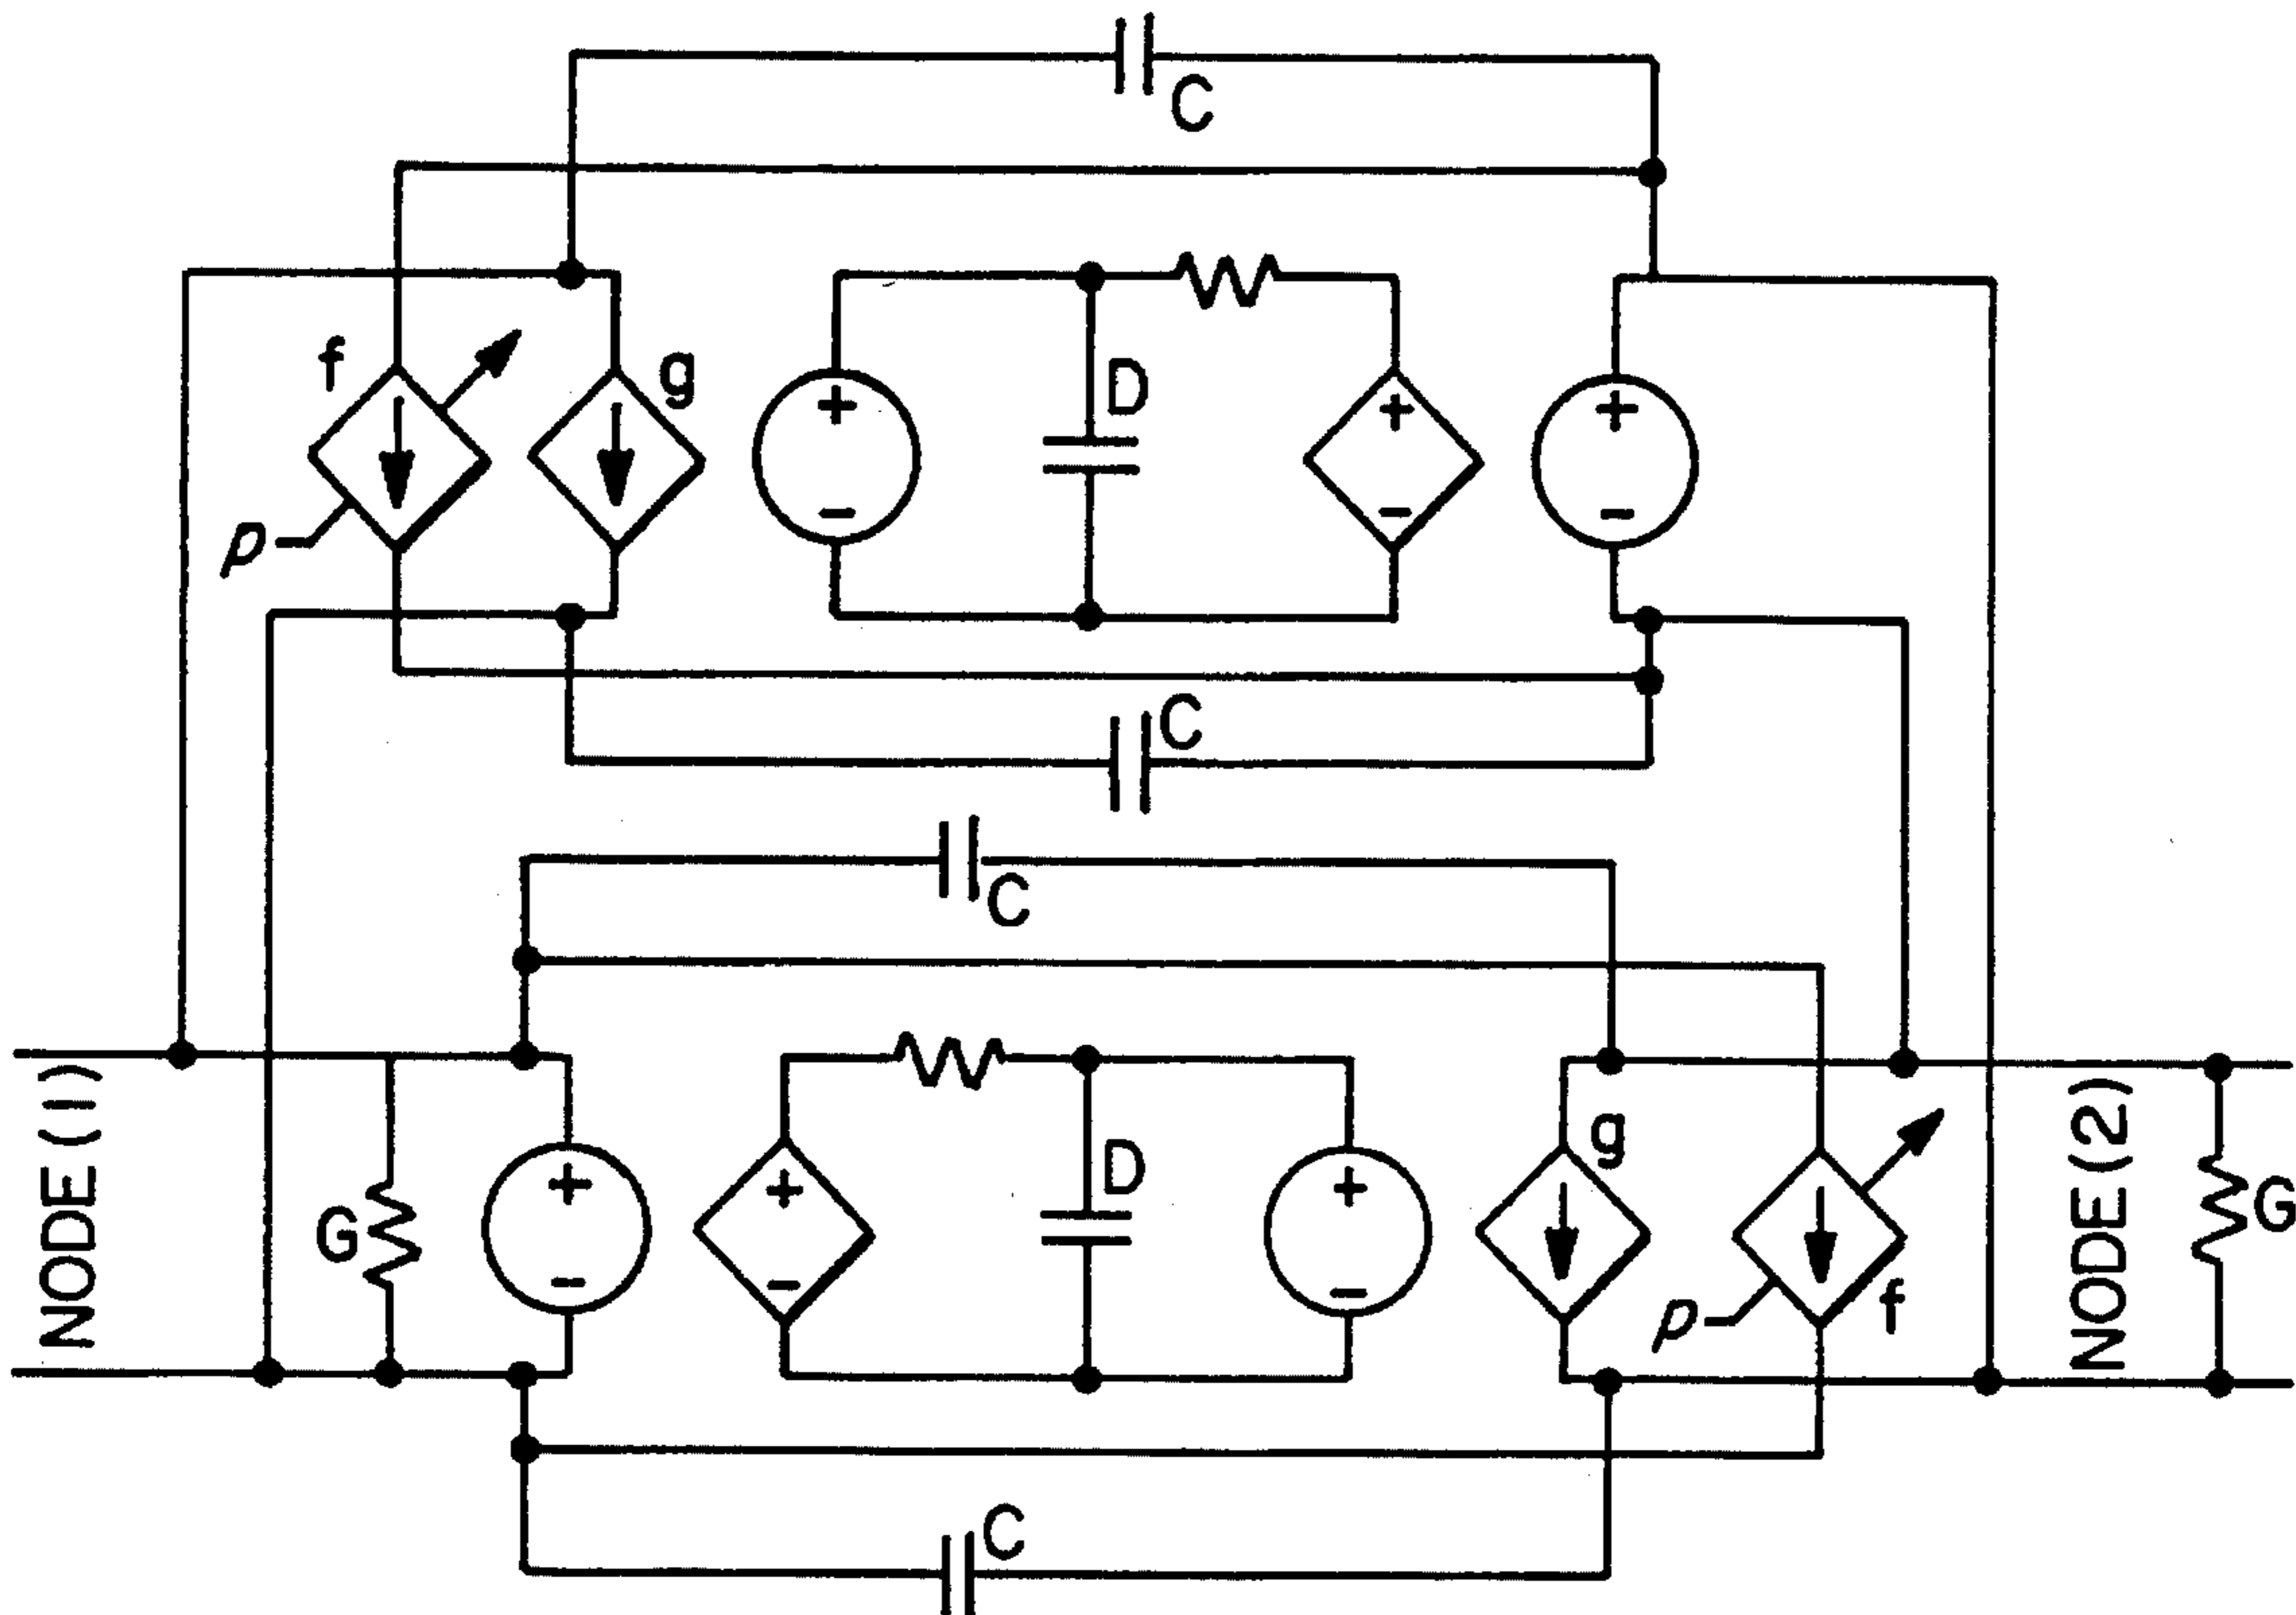 C
f
g
D
+
+
+
-
-
-
p
C
C
NODE (1)
G
+
-
+
-
D
+
-
g
p
f
NODE (2)
G
C